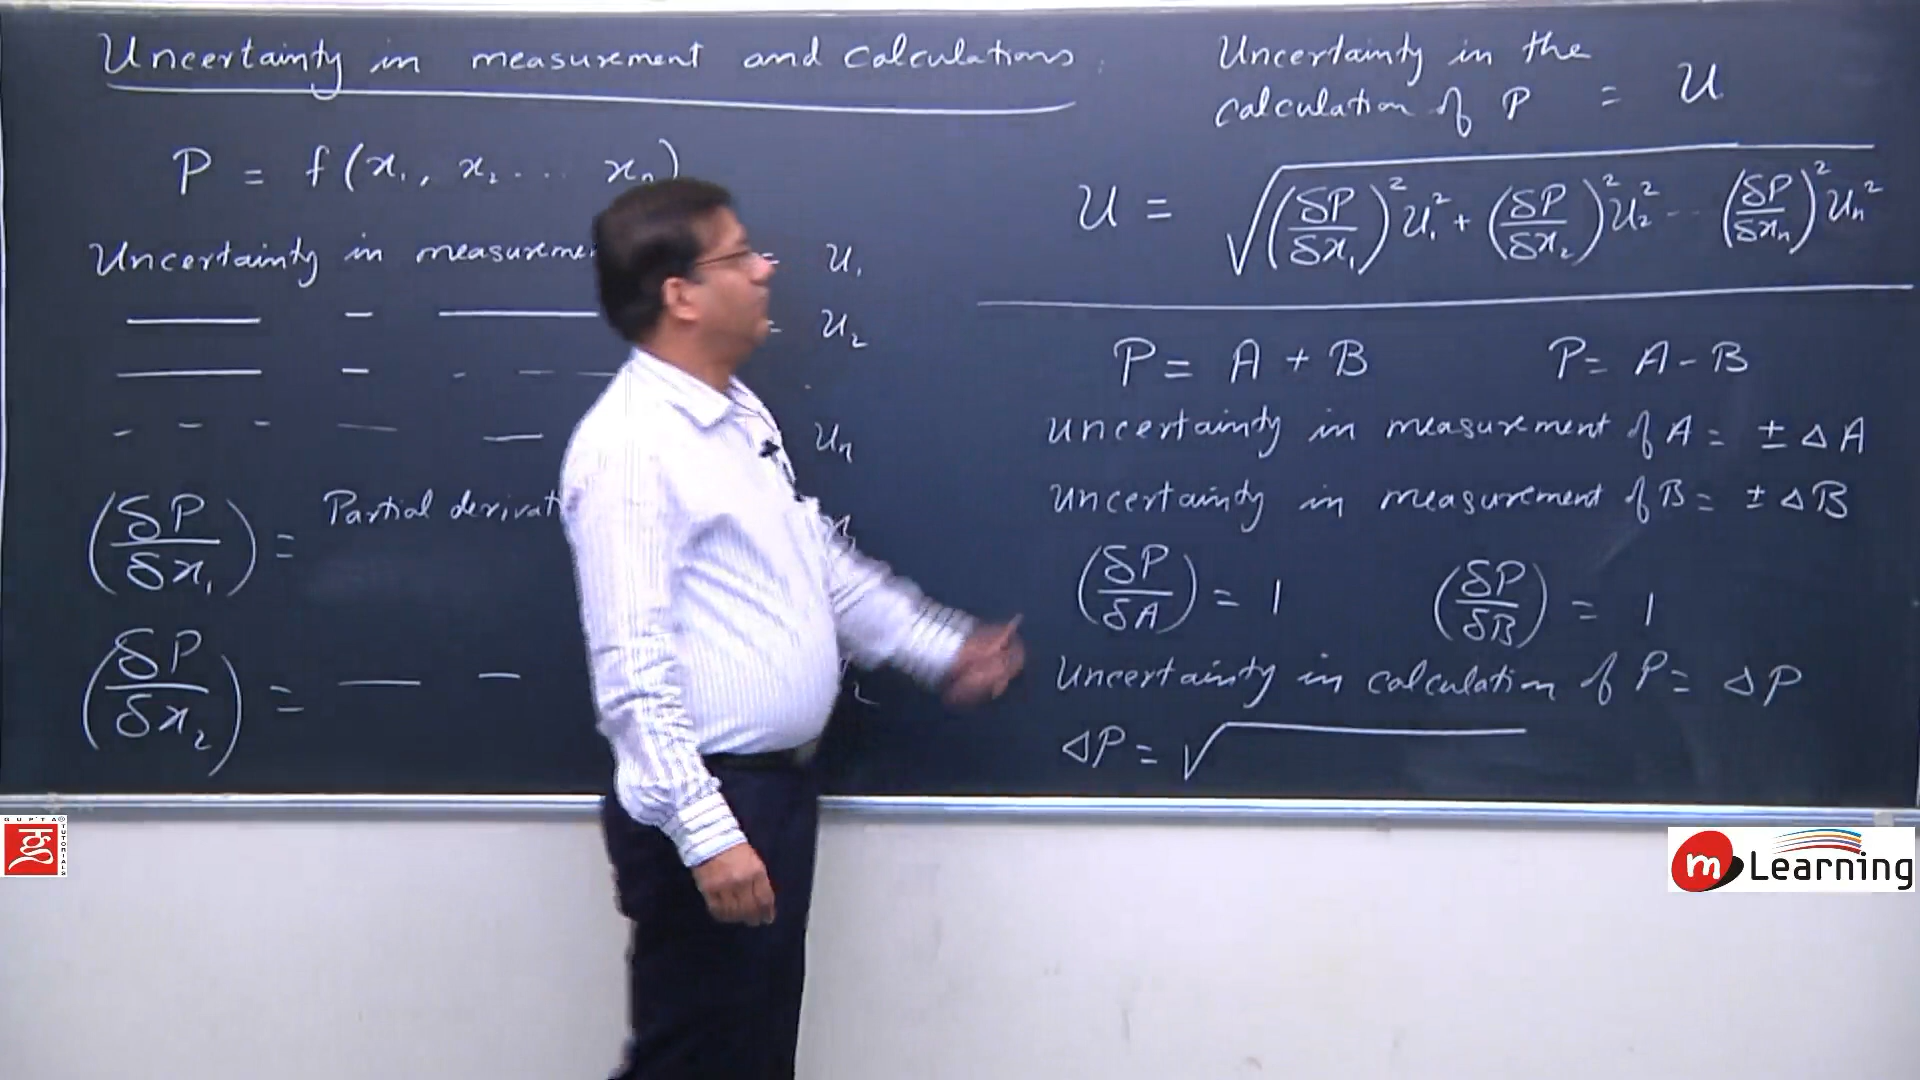 Uncertainty in measurement and calculations.
P = f(x₁, x₂ ... xₙ)
Uncertainty in = u₁
= u₂
uₙ
(δP/δx₁) = Partial
(δP/δx₂) = — —
Uncertainty in the
calculation of P = U
U = √((δP/δx₁)² u₁² + (δP/δx₂)² u₂² -- (δP/δxₙ)² uₙ²)
P = A + B P = A - B
Uncertainty in measurement of A = ± ΔA
Uncertainty in measurement of B = ± ΔB
(δP/δA) = 1 (δP/δB) = 1
Uncertainty in calculation of P = ΔP
ΔP = √
GUPTA® TUTORIALS
m Learning